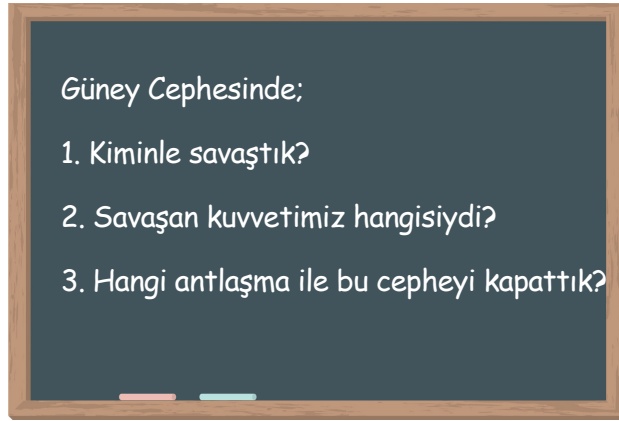 Güney Cephesinde;
1. Kiminle savaştık?
2. Savaşan kuvvetimiz hangisiydi?
3. Hangi antlaşma ile bu cepheyi kapattık?